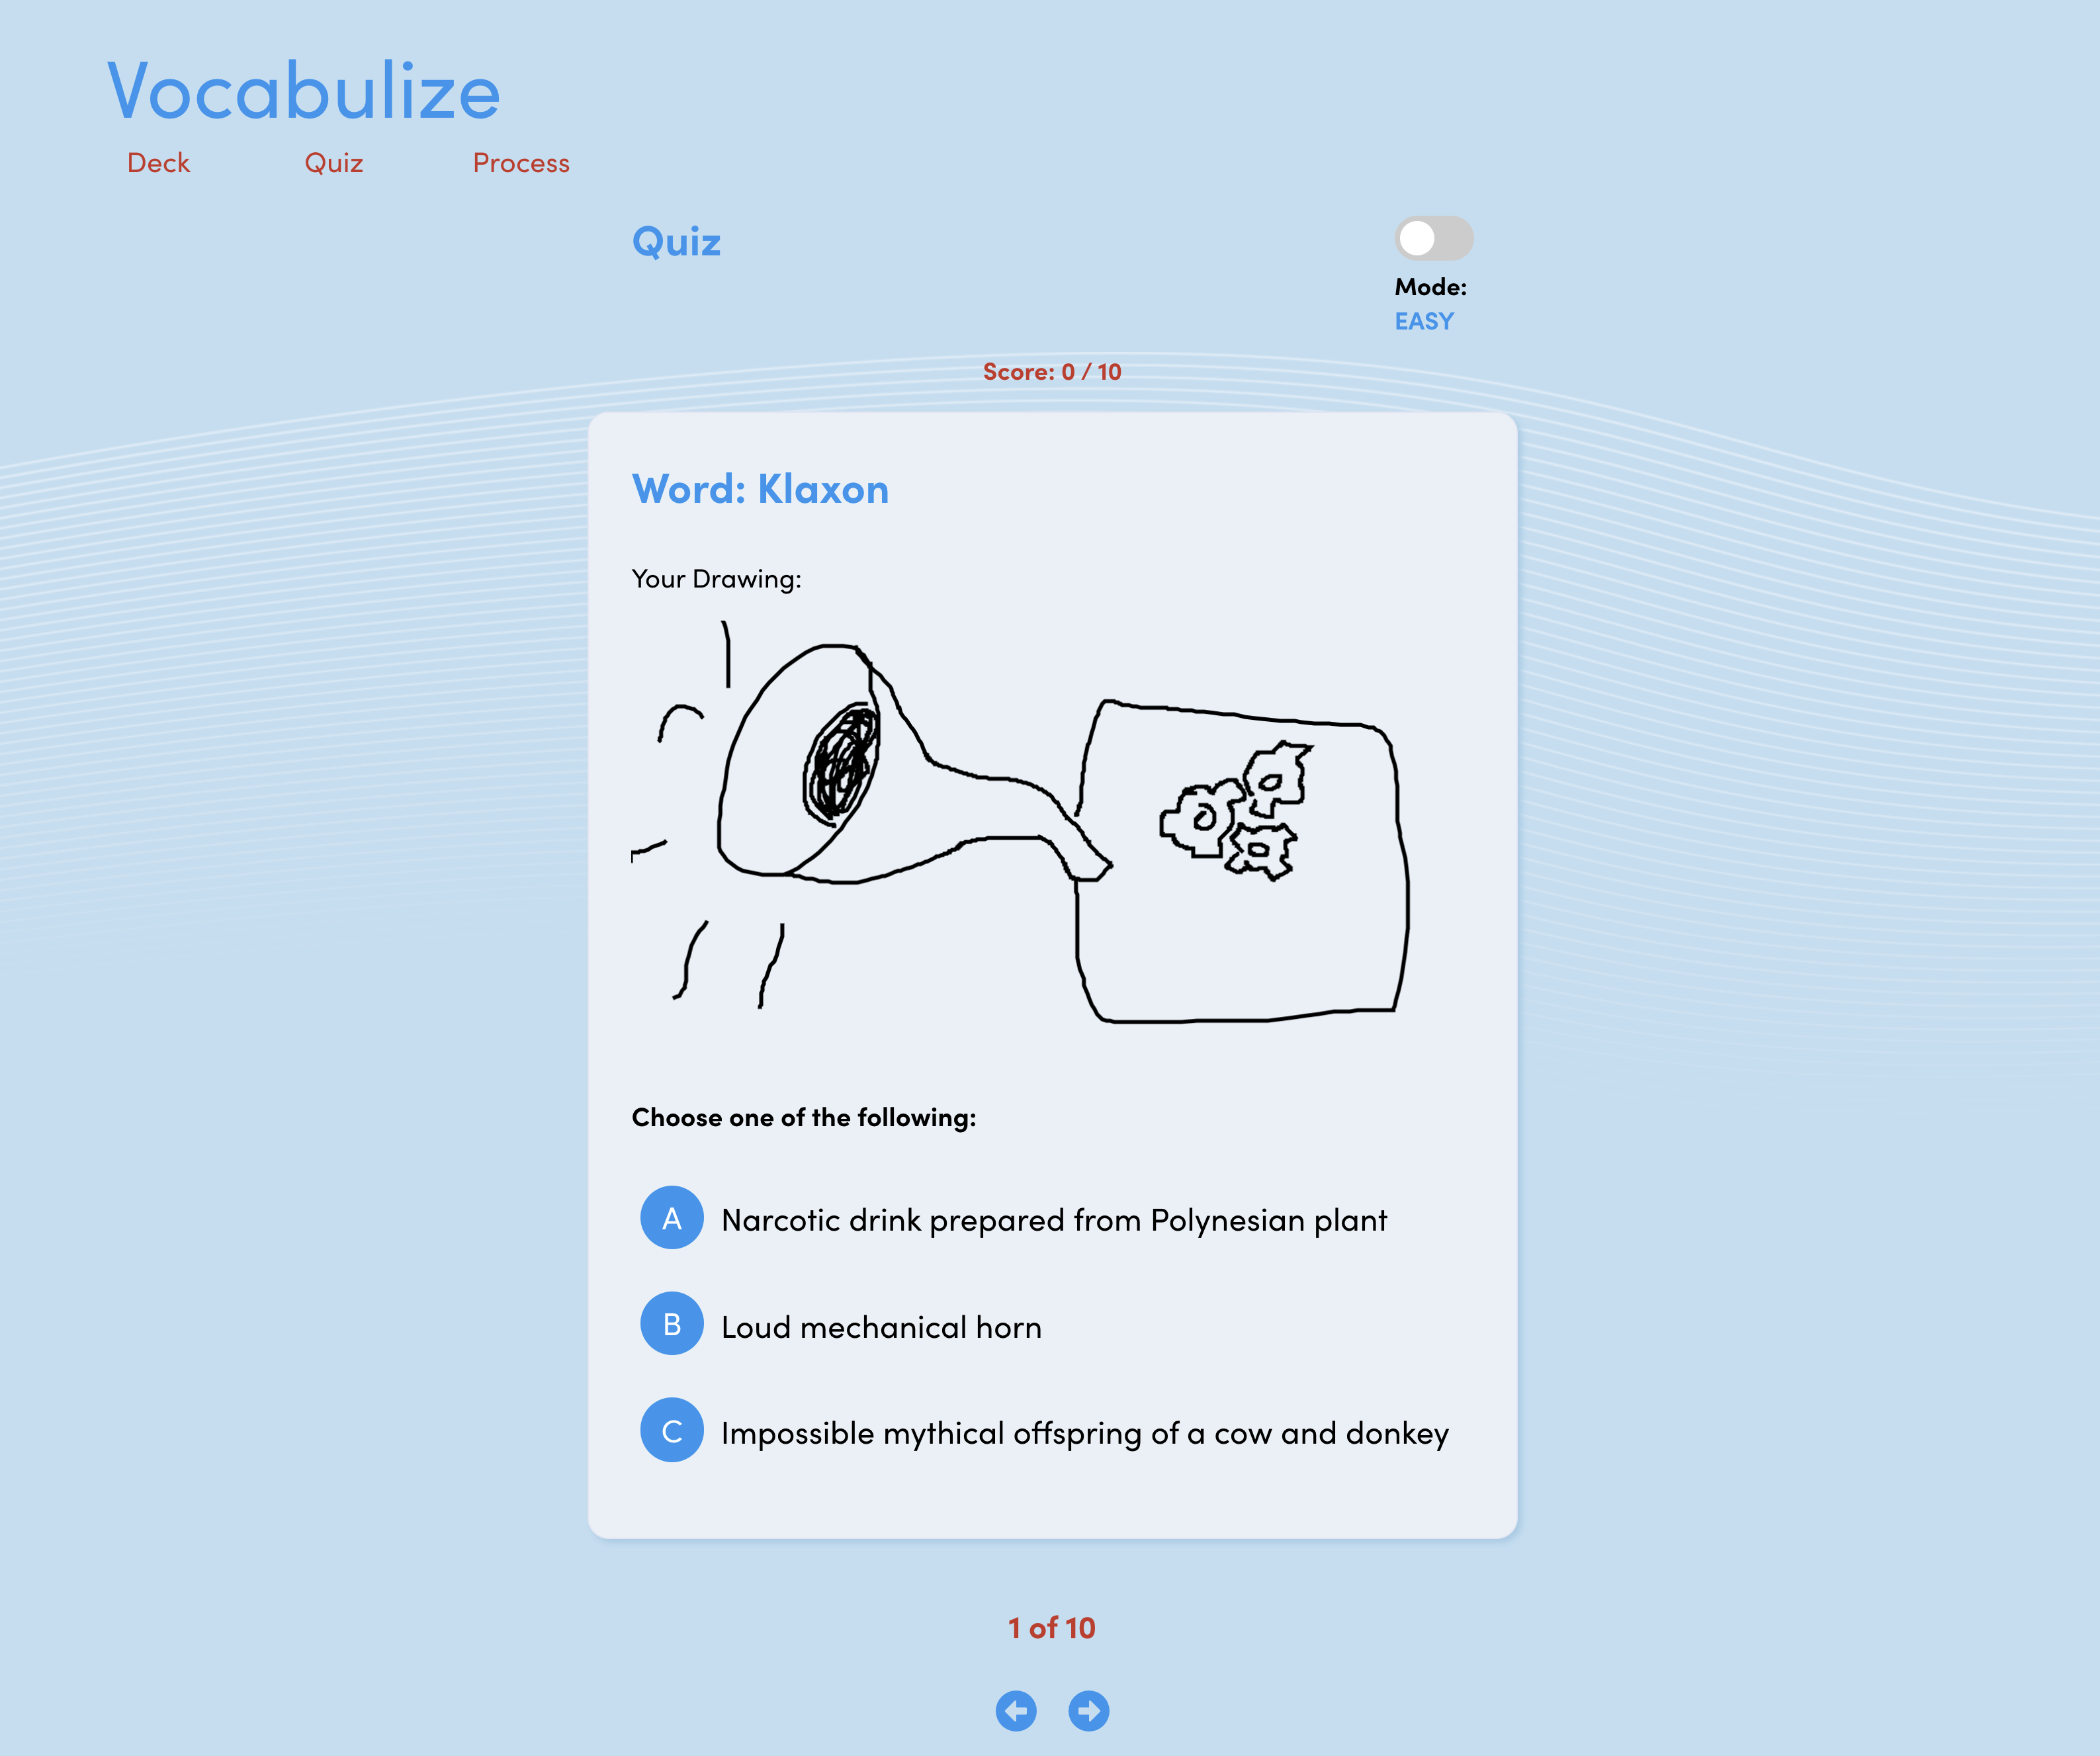 Vocabulize
Deck Quiz Process
Quiz
Mode:
EASY
Score: 0 / 10
Word: Klaxon
Your Drawing:
Choose one of the following:
A Narcotic drink prepared from Polynesian plant
B Loud mechanical horn
C Impossible mythical offspring of a cow and donkey
1 of 10